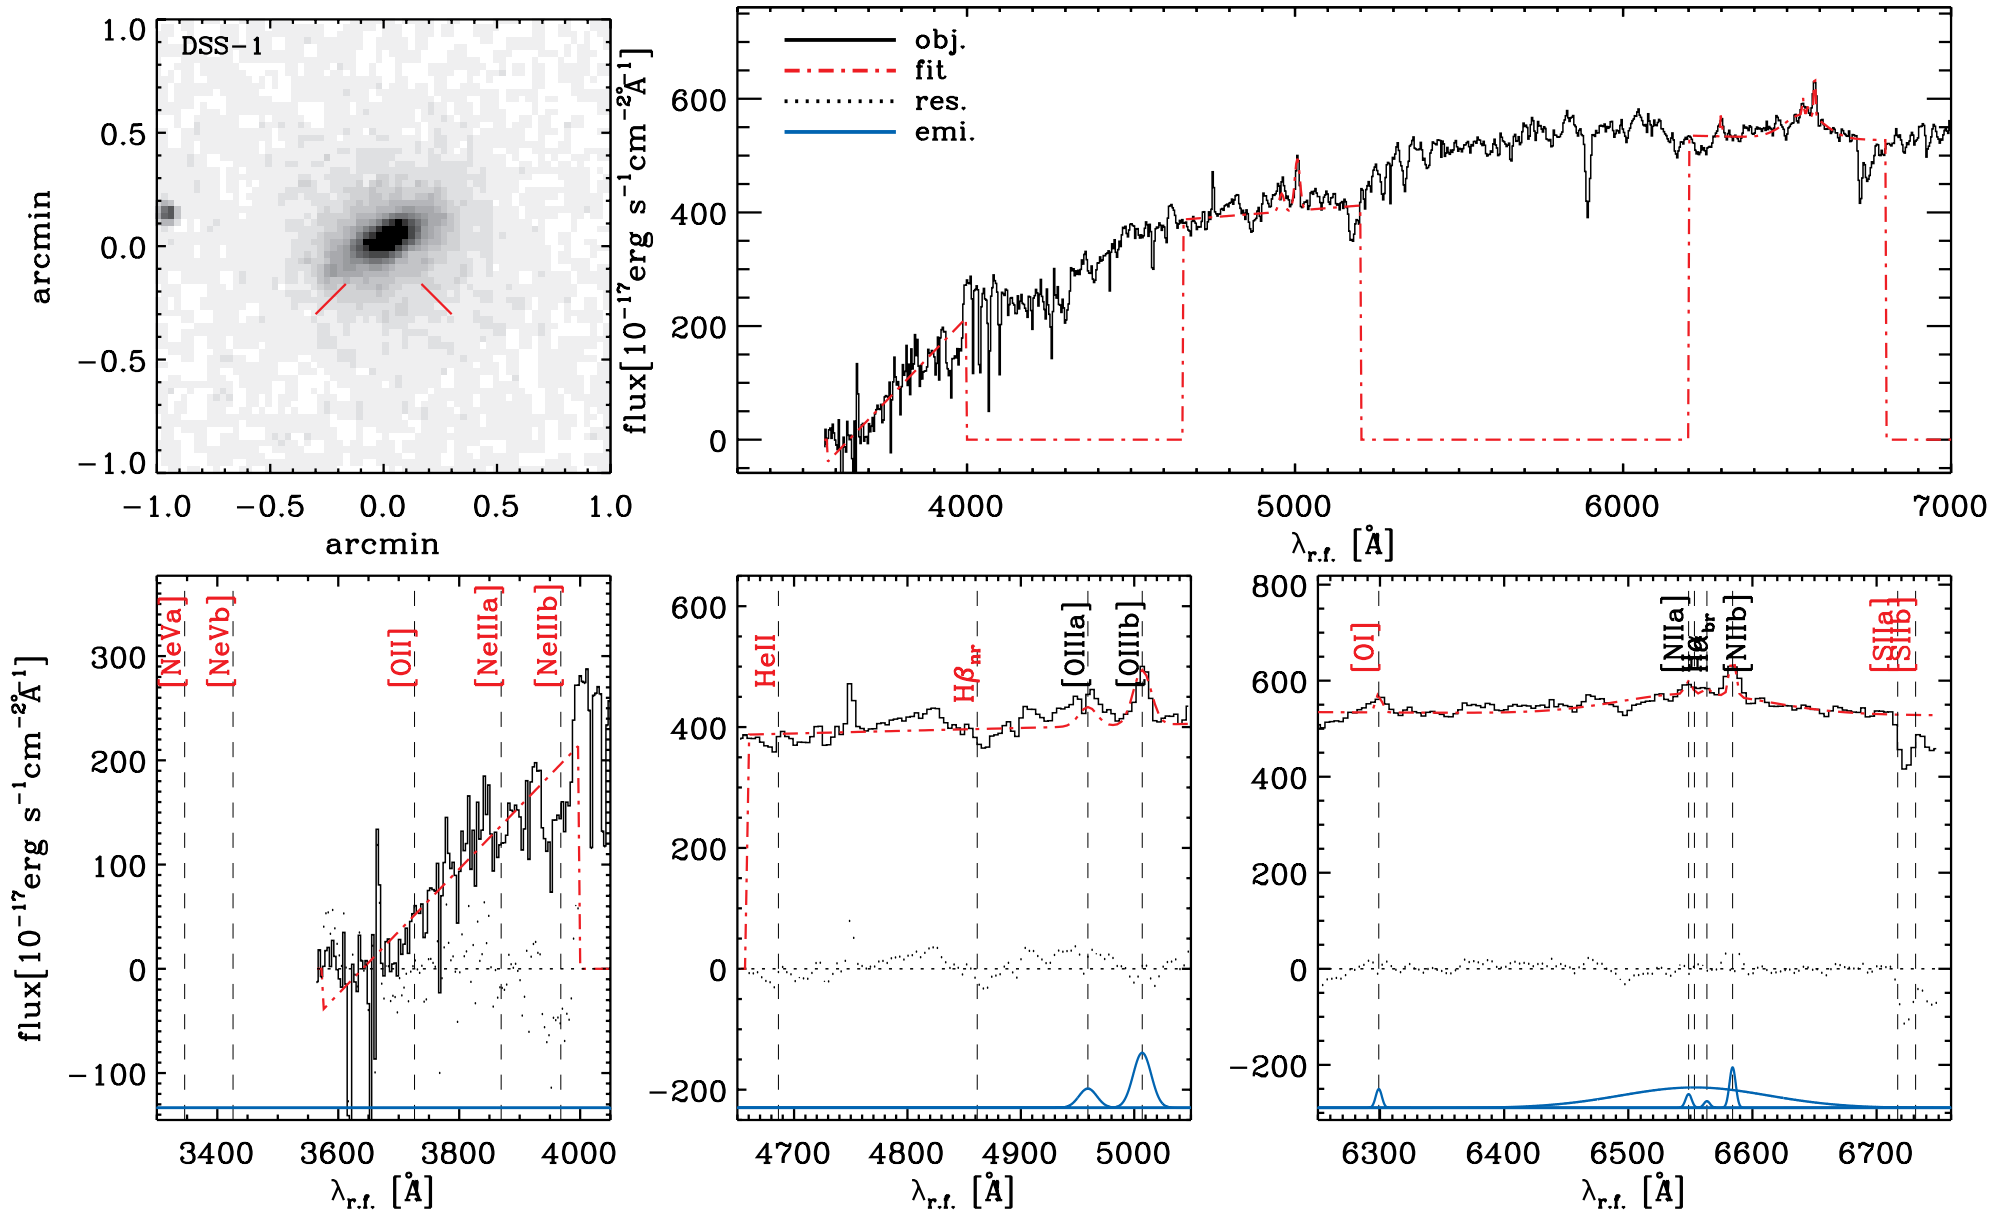 DSS-1
1.0
0.5
0.0
-0.5
-1.0
arcmin
-1.0 -0.5 0.0 0.5 1.0
arcmin
obj.
fit
res.
emi.
600
400
200
0
flux[10⁻¹⁷erg s⁻¹cm⁻²Å⁻¹]
4000 5000 6000 7000
λr.f. [Å]
[NeVa]
[NeVb]
[OII]
[NeIIIa]
[NeIIIb]
300
200
100
0
-100
flux[10⁻¹⁷erg s⁻¹cm⁻²Å⁻¹]
3400 3600 3800 4000
λr.f. [Å]
HeII
Hβnr
[OIIIa]
[OIIIb]
600
400
200
0
-200
4700 4800 4900 5000
λr.f. [Å]
[OI]
[NIIa]
Hαbr
[NIIb]
[SIIa]
[SIIb]
800
600
400
200
0
-200
6300 6400 6500 6600 6700
λr.f. [Å]